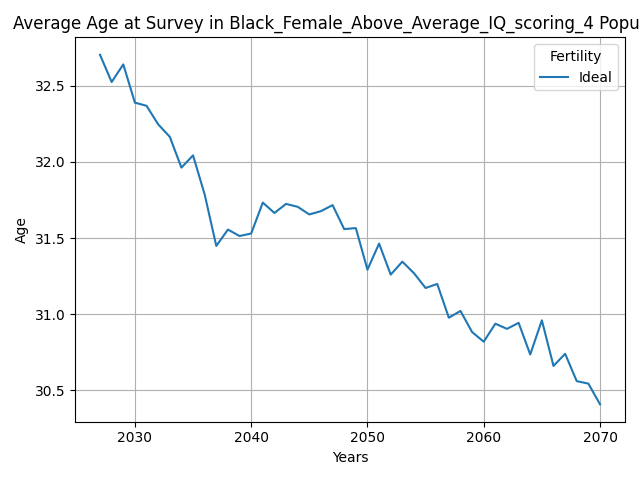 Average Age at Survey in Black_Female_Above_Average_IQ_scoring_4 Popu
Fertility
Ideal
32.5
32.0
31.5
31.0
30.5
Age
2030 2040 2050 2060 2070
Years